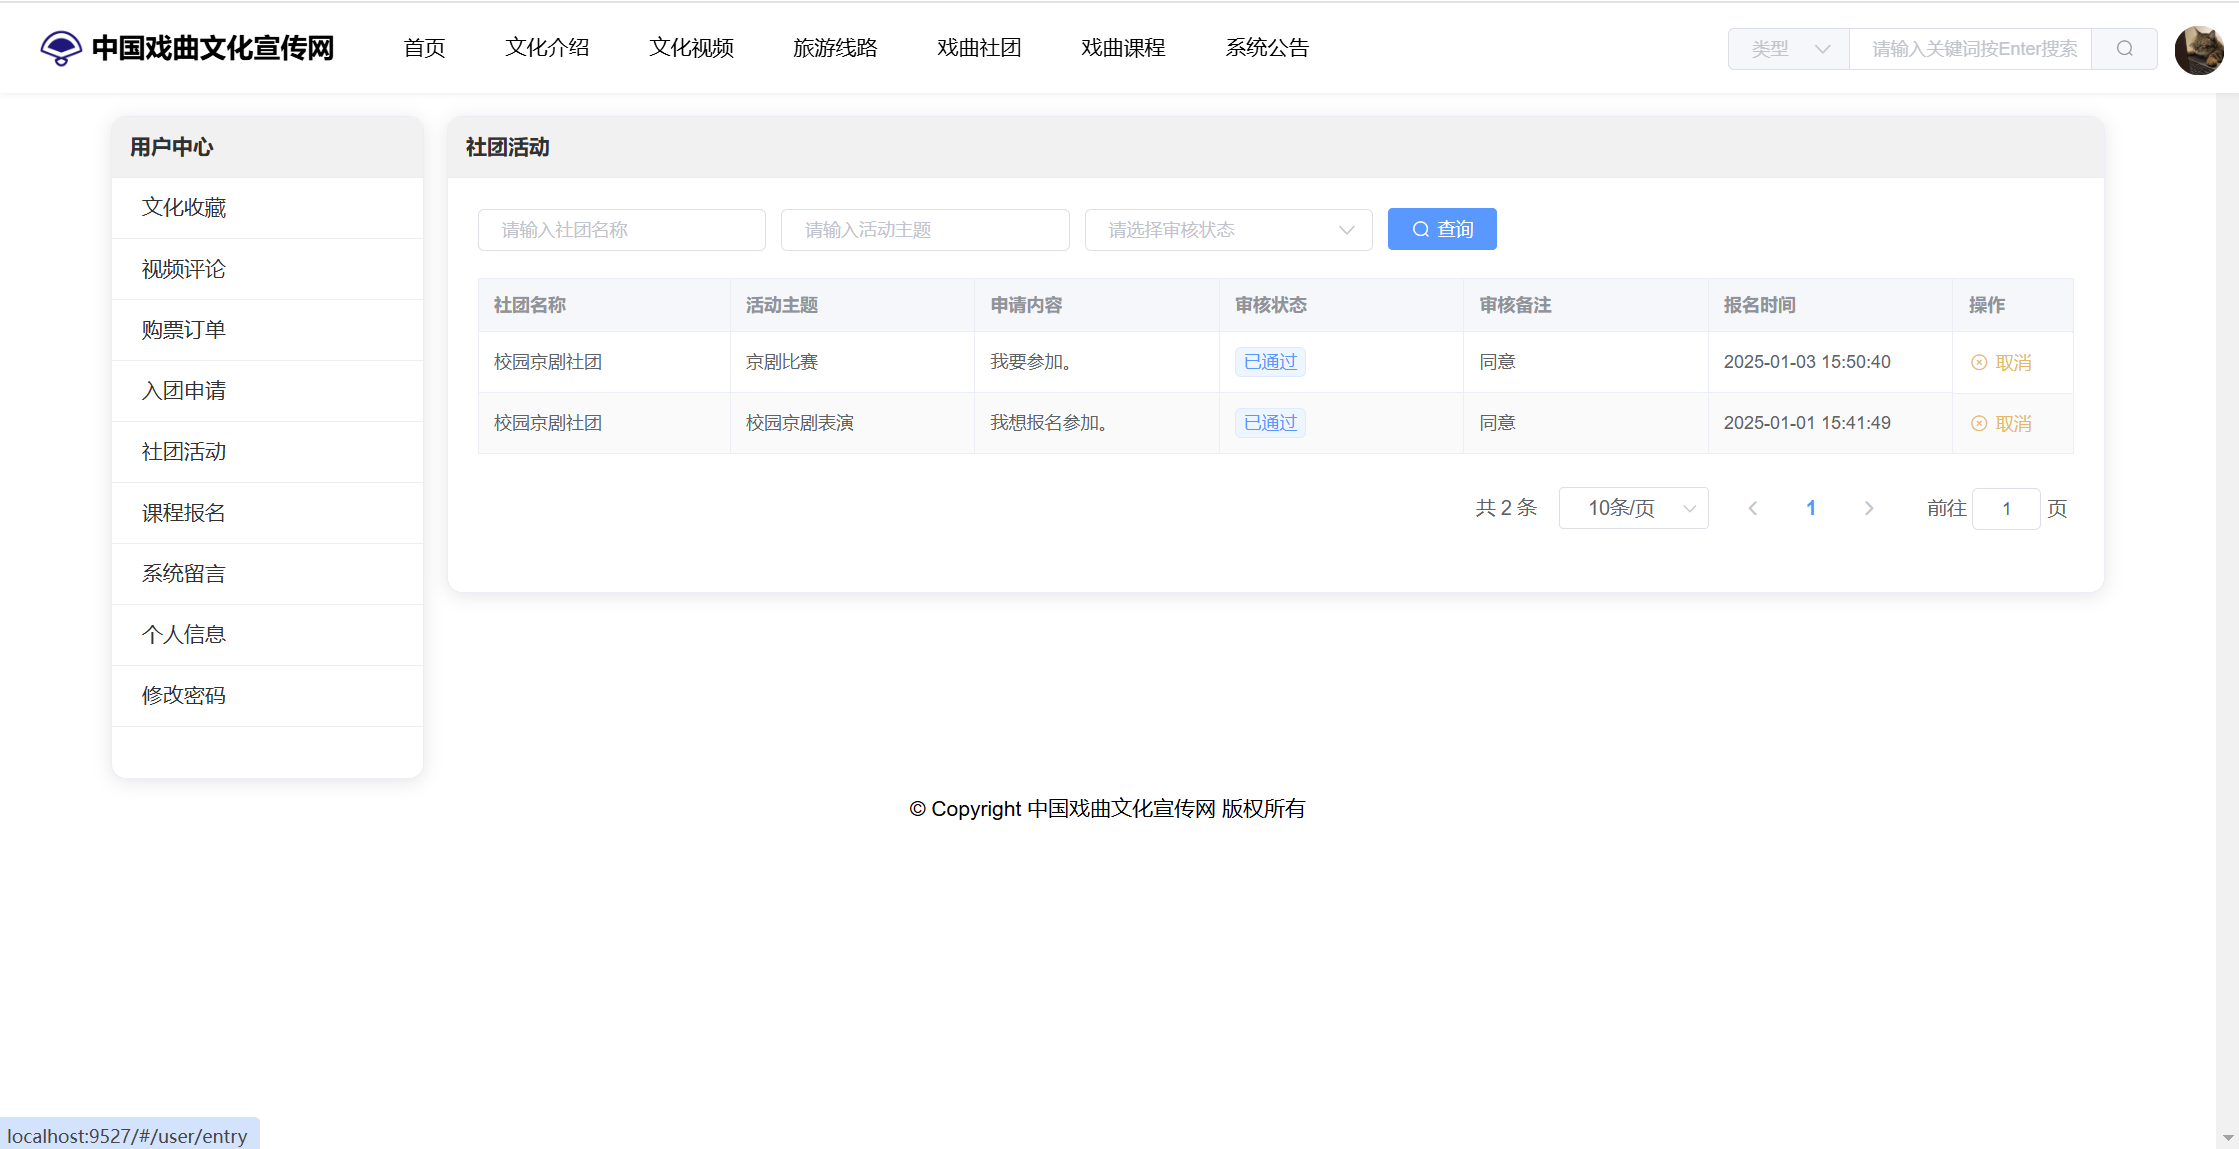 中国戏曲文化宣传网 首页 文化介绍 文化视频 旅游线路 戏曲社团 戏曲课程 系统公告 类型 请输入关键词按Enter搜索
用户中心
文化收藏
视频评论
购票订单
入团申请
社团活动
课程报名
系统留言
个人信息
修改密码
社团活动
请输入社团名称 请输入活动主题 请选择审核状态 查询
社团名称 活动主题 申请内容 审核状态 审核备注 报名时间 操作
校园京剧社团 京剧比赛 我要参加。 已通过 同意 2025-01-03 15:50:40 取消
校园京剧社团 校园京剧表演 我想报名参加。 已通过 同意 2025-01-01 15:41:49 取消
共 2 条 10条/页 1 前往 1 页
© Copyright 中国戏曲文化宣传网 版权所有
localhost:9527/#/user/entry